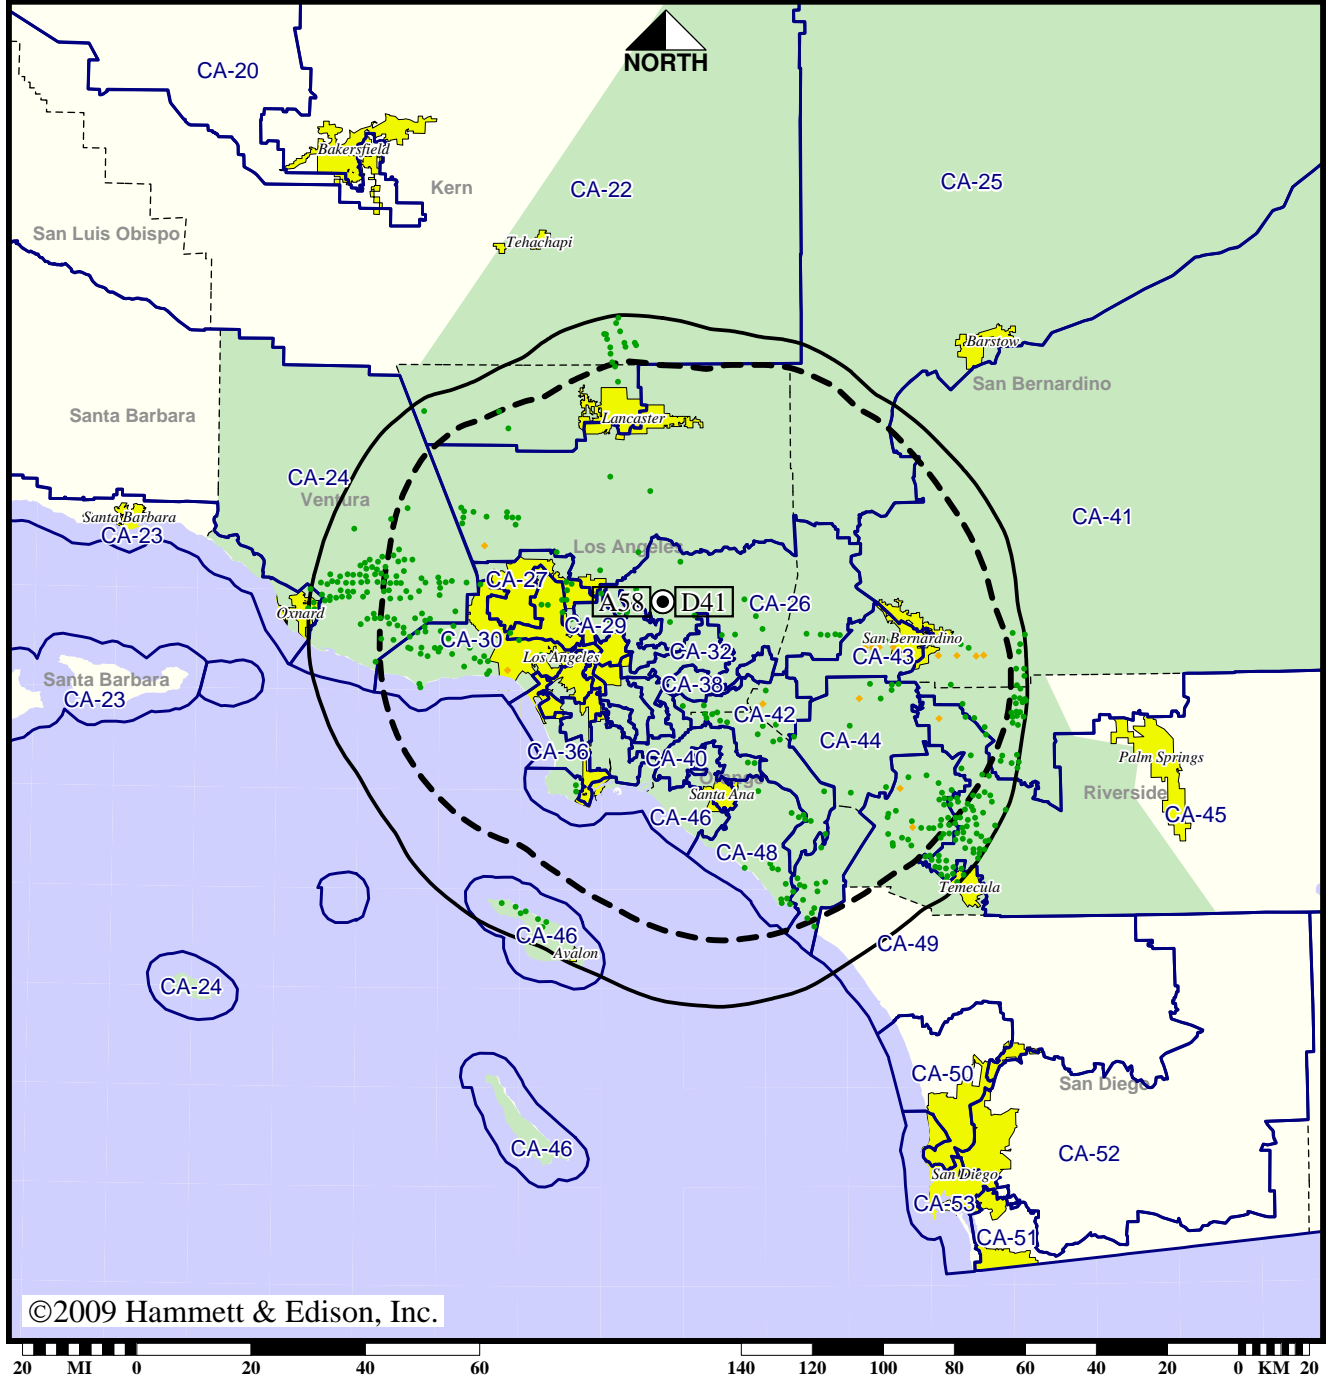 NORTH
CA-20
Bakersfield
Kern
CA-22
CA-25
San Luis Obispo
Tehachapi
Barstow
San Bernardino
Santa Barbara
Lancaster
CA-24
Ventura
Santa Barbara
CA-23
CA-41
Los Angeles
CA-27
A58 D41
CA-26
Oxnard
CA-30
CA-29
San Bernardino
CA-32
CA-43
Los Angeles
Santa Barbara
CA-23
CA-38
CA-42
CA-44
CA-36
CA-40
Palm Springs
Orange
Santa Ana
Riverside
CA-46
CA-45
CA-48
Temecula
CA-46
Avalon
CA-49
CA-24
CA-50
San Diego
CA-46
CA-52
San Diego
CA-53
CA-51
©2009 Hammett & Edison, Inc.
20 MI 0 20 40 60 140 120 100 80 60 40 20 0 KM 20